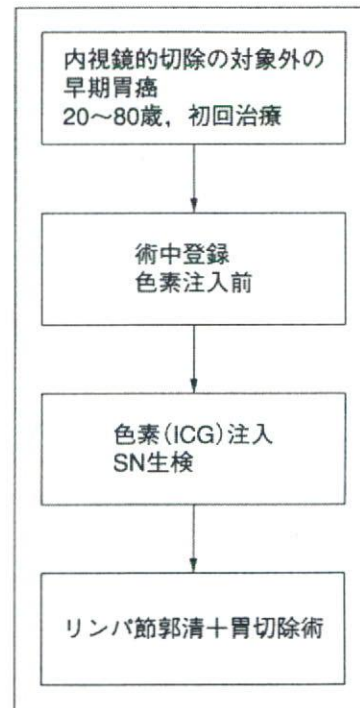 内視鏡的切除の対象外の
早期胃癌
20〜80歳，初回治療
術中登録
色素注入前
色素(ICG)注入
SN生検
リンパ節郭清＋胃切除術